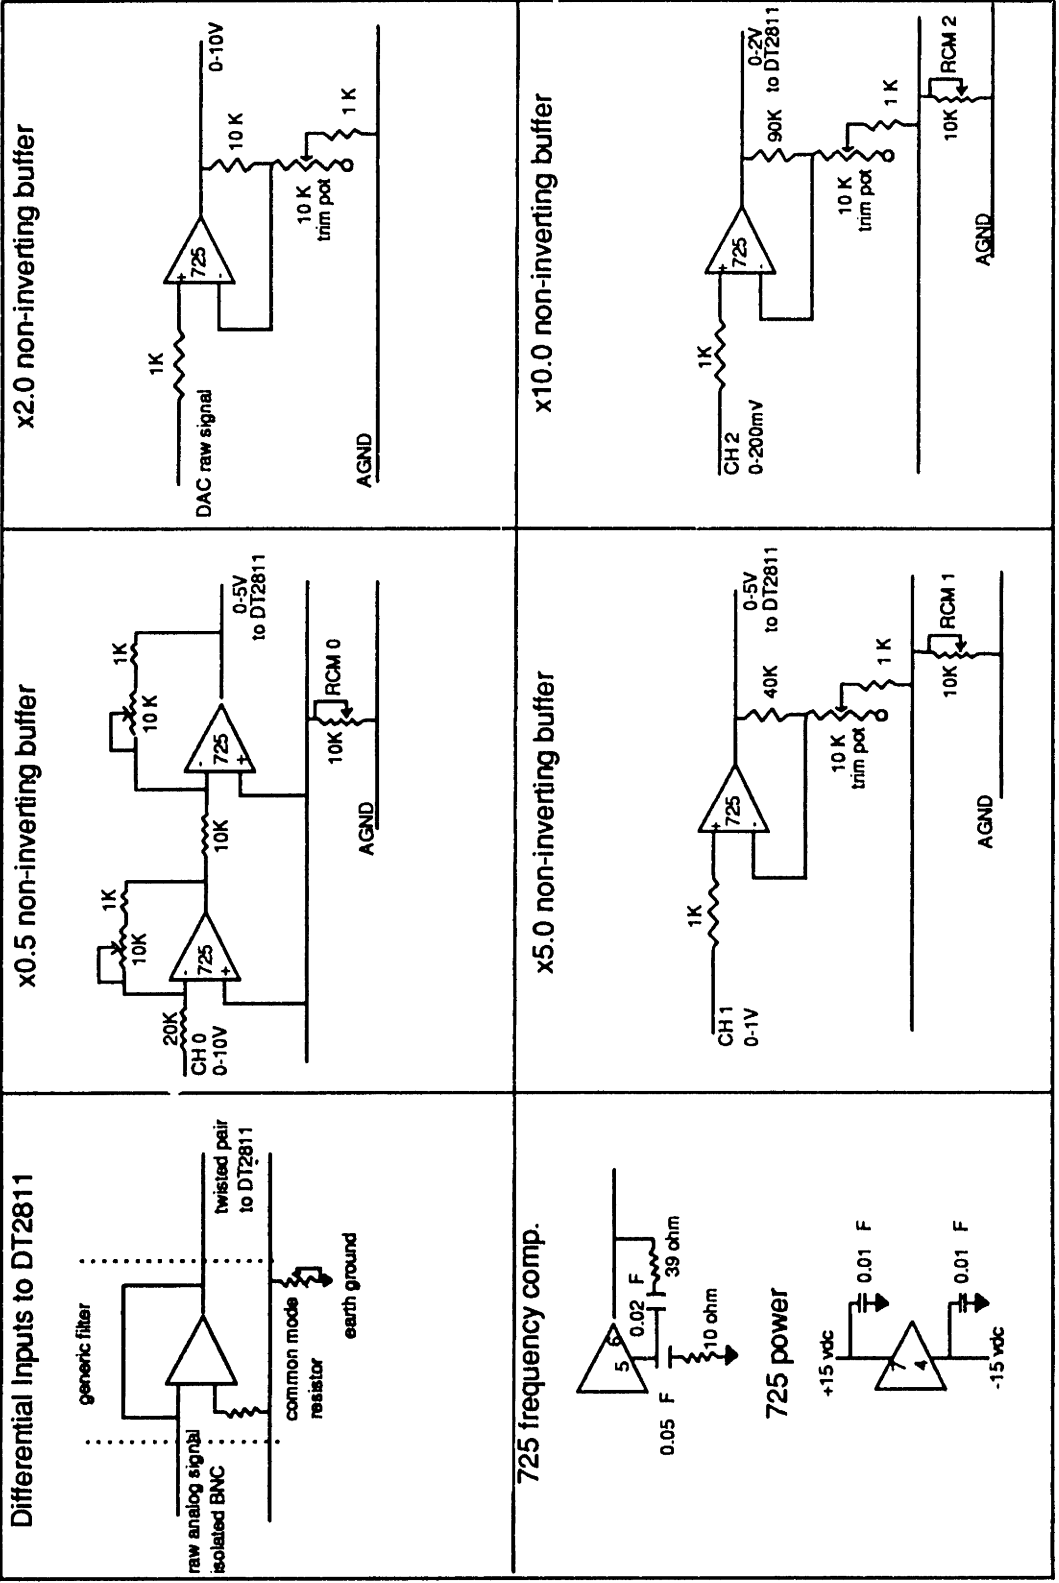 Differential Inputs to DT2811
generic filter
raw analog signal
isolated BNC
twisted pair
to DT2811
common mode
resistor
earth ground
x0.5 non-inverting buffer
20K
CH 0
0-10V
10K
1K
725
-
+
10K
10 K
1K
725
-
+
0-5V
to DT2811
10K
RCM 0
AGND
x2.0 non-inverting buffer
DAC raw signal
1K
725
+
-
0-10V
10 K
10 K
trim pot
1 K
AGND
725 frequency comp.
5
6
0.02 F
39 ohm
0.05 F
10 ohm
725 power
+15 vdc
0.01 F
7
4
-15 vdc
0.01 F
x5.0 non-inverting buffer
CH 1
0-1V
1K
725
+
-
0-5V
to DT2811
40K
10 K
trim pot
1 K
10K
RCM 1
AGND
x10.0 non-inverting buffer
CH 2
0-200mV
1K
725
+
-
0-2V
to DT2811
90K
10 K
trim pot
1 K
10K
RCM 2
AGND